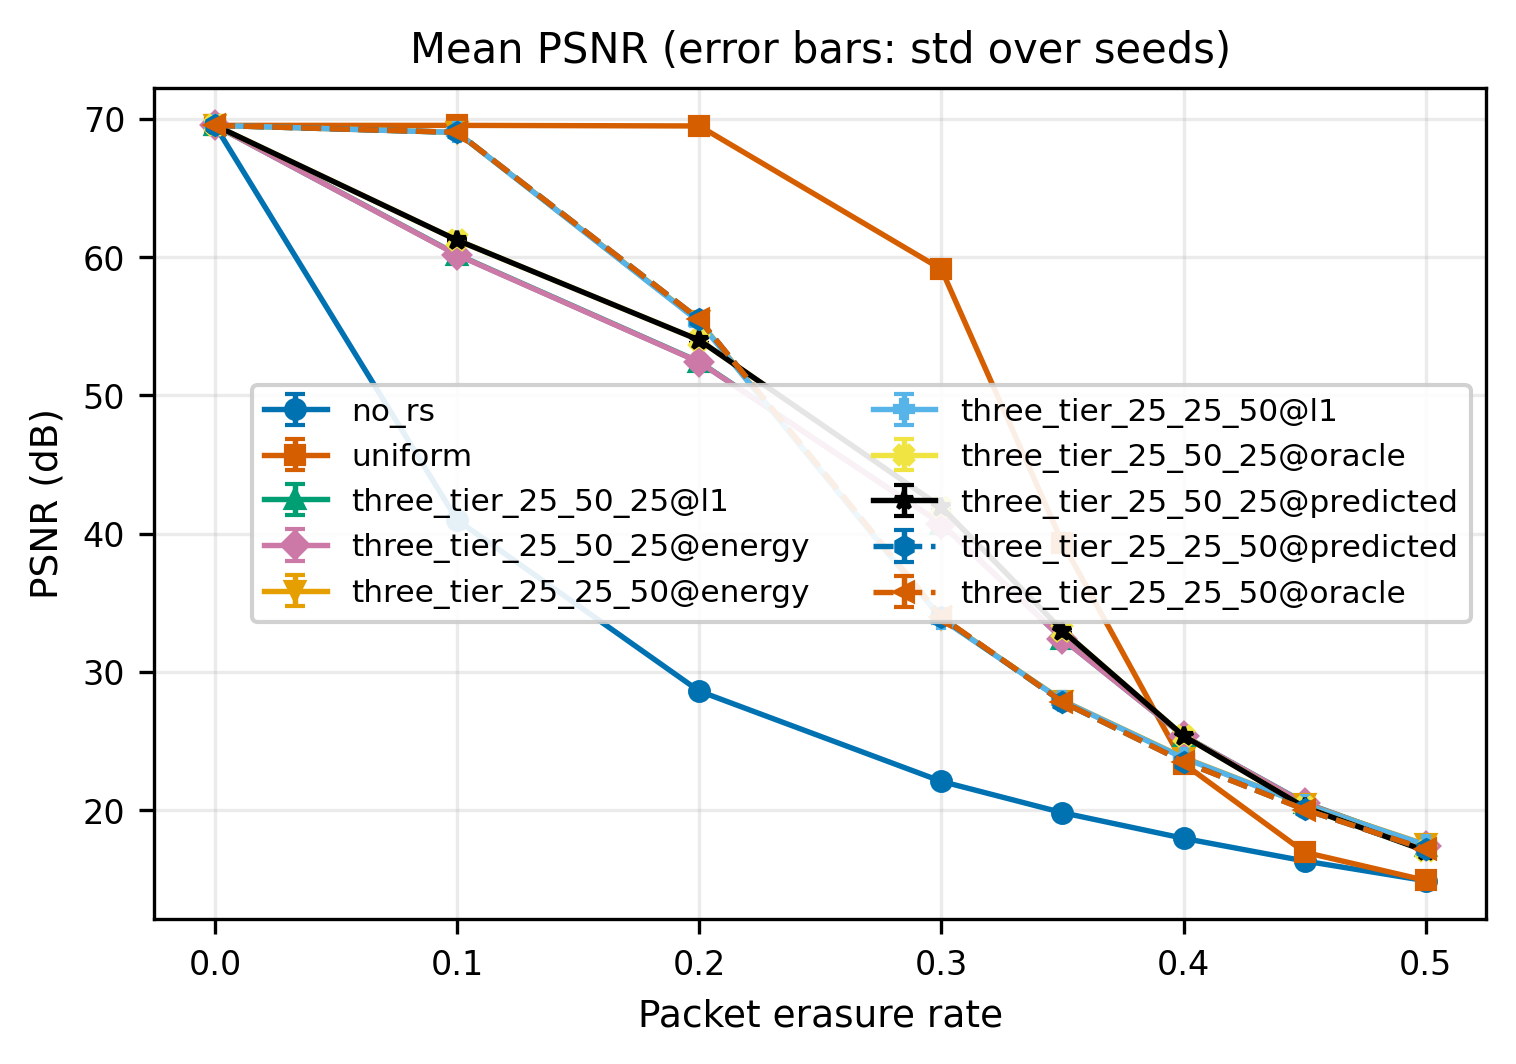 Mean PSNR (error bars: std over seeds)
PSNR (dB)
70
60
50
40
30
20
no_rs
uniform
three_tier_25_50_25@l1
three_tier_25_50_25@energy
three_tier_25_25_50@energy
three_tier_25_25_50@l1
three_tier_25_50_25@oracle
three_tier_25_50_25@predicted
three_tier_25_25_50@predicted
three_tier_25_25_50@oracle
0.0 0.1 0.2 0.3 0.4 0.5
Packet erasure rate